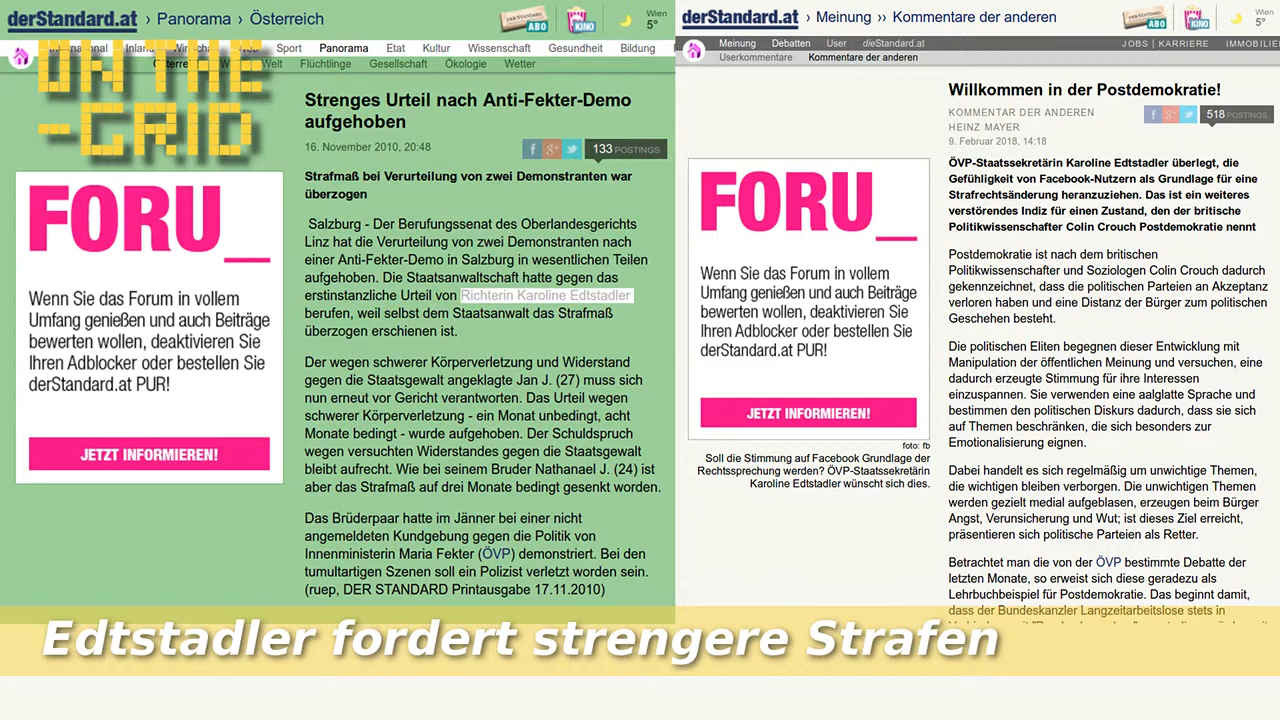 derStandard.at › Panorama › Österreich
DER STANDARD ABO
KINO
Wien
5°
Inland
Sport Panorama Etat Kultur Wissenschaft Gesundheit Bildung
Österreich Welt Flüchtlinge Gesellschaft Ökologie Wetter
ON THE
-GRID
Strenges Urteil nach Anti-Fekter-Demo
aufgehoben
16. November 2010, 20:48
133 POSTINGS
Strafmaß bei Verurteilung von zwei Demonstranten war
überzogen
Salzburg - Der Berufungssenat des Oberlandesgerichts
Linz hat die Verurteilung von zwei Demonstranten nach
einer Anti-Fekter-Demo in Salzburg in wesentlichen Teilen
aufgehoben. Die Staatsanwaltschaft hatte gegen das
erstinstanzliche Urteil von Richterin Karoline Edtstadler
berufen, weil selbst dem Staatsanwalt das Strafmaß
überzogen erschienen ist.
Der wegen schwerer Körperverletzung und Widerstand
gegen die Staatsgewalt angeklagte Jan J. (27) muss sich
nun erneut vor Gericht verantworten. Das Urteil wegen
schwerer Körperverletzung - ein Monat unbedingt, acht
Monate bedingt - wurde aufgehoben. Der Schuldspruch
wegen versuchten Widerstandes gegen die Staatsgewalt
bleibt aufrecht. Wie bei seinem Bruder Nathanael J. (24) ist
aber das Strafmaß auf drei Monate bedingt gesenkt worden.
Das Brüderpaar hatte im Jänner bei einer nicht
angemeldeten Kundgebung gegen die Politik von
Innenministerin Maria Fekter (ÖVP) demonstriert. Bei den
tumultartigen Szenen soll ein Polizist verletzt worden sein.
(ruep, DER STANDARD Printausgabe 17.11.2010)
FORU_
Wenn Sie das Forum in vollem
Umfang genießen und auch Beiträge
bewerten wollen, deaktivieren Sie
Ihren Adblocker oder bestellen Sie
derStandard.at PUR!
JETZT INFORMIEREN!
derStandard.at › Meinung ›› Kommentare der anderen
DER STANDARD ABO
KINO
Wien
5°
Meinung Debatten User dieStandard.at
JOBS | KARRIERE IMMOBILIE
Userkommentare Kommentare der anderen
Willkommen in der Postdemokratie!
KOMMENTAR DER ANDEREN
HEINZ MAYER
9. Februar 2018, 14:18
518 POSTINGS
ÖVP-Staatssekretärin Karoline Edtstadler überlegt, die
Gefühligkeit von Facebook-Nutzern als Grundlage für eine
Strafrechtsänderung heranzuziehen. Das ist ein weiteres
verstörendes Indiz für einen Zustand, den der britische
Politikwissenschafter Colin Crouch Postdemokratie nennt
Postdemokratie ist nach dem britischen
Politikwissenschafter und Soziologen Colin Crouch dadurch
gekennzeichnet, dass die politischen Parteien an Akzeptanz
verloren haben und eine Distanz der Bürger zum politischen
Geschehen besteht.
Die politischen Eliten begegnen dieser Entwicklung mit
Manipulation der öffentlichen Meinung und versuchen, eine
dadurch erzeugte Stimmung für ihre Interessen
einzuspannen. Sie verwenden eine aalglatte Sprache und
bestimmen den politischen Diskurs dadurch, dass sie sich
auf Themen beschränken, die sich besonders zur
Emotionalisierung eignen.
Dabei handelt es sich regelmäßig um unwichtige Themen,
die wichtigen bleiben verborgen. Die unwichtigen Themen
werden gezielt medial aufgeblasen, erzeugen beim Bürger
Angst, Verunsicherung und Wut; ist dieses Ziel erreicht,
präsentieren sich politische Parteien als Retter.
Betrachtet man die von der ÖVP bestimmte Debatte der
letzten Monate, so erweist sich diese geradezu als
Lehrbuchbeispiel für Postdemokratie. Das beginnt damit,
dass der Bundeskanzler Langzeitarbeitslose stets in
FORU_
Wenn Sie das Forum in vollem
Umfang genießen und auch Beiträge
bewerten wollen, deaktivieren Sie
Ihren Adblocker oder bestellen Sie
derStandard.at PUR!
JETZT INFORMIEREN!
foto: fb
Soll die Stimmung auf Facebook Grundlage der
Rechtssprechung werden? ÖVP-Staatssekretärin
Karoline Edtstadler wünscht sich dies.
Edtstadler fordert strengere Strafen